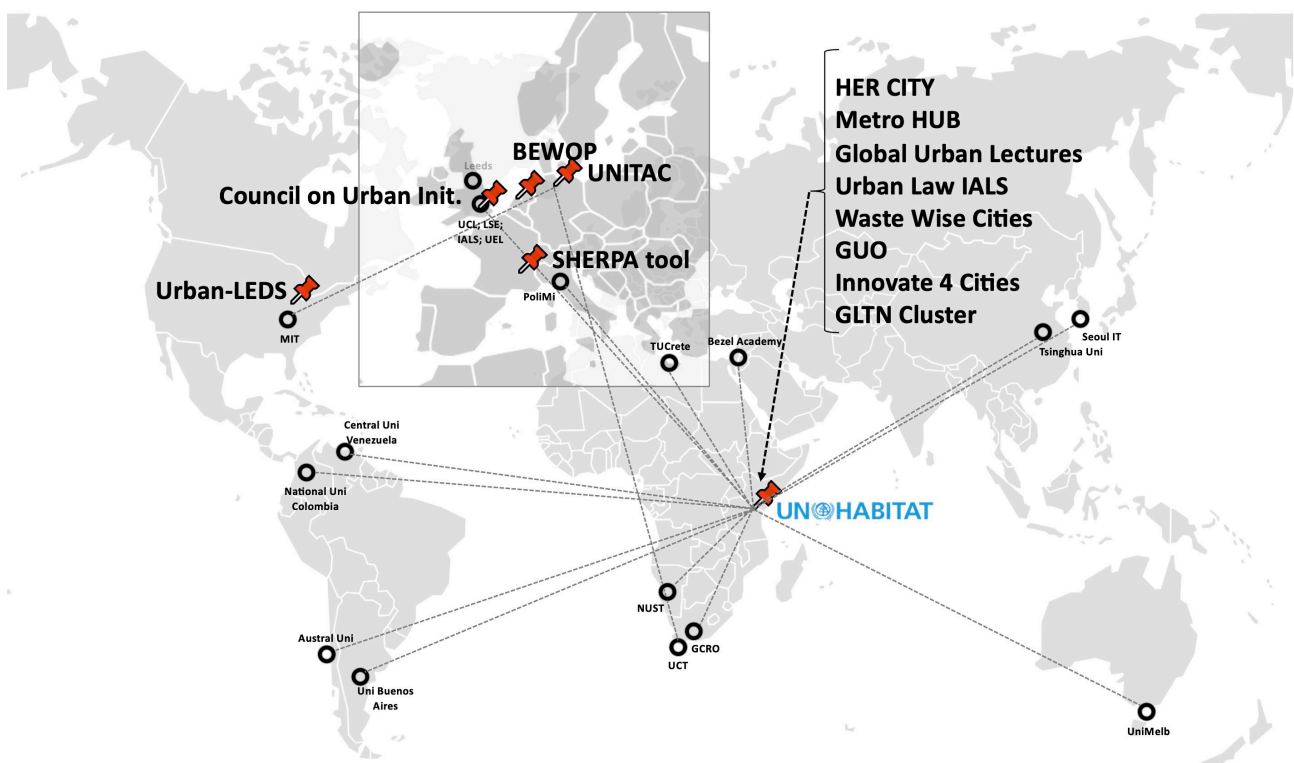 HER CITY
Metro HUB
Global Urban Lectures
Urban Law IALS
Waste Wise Cities
GUO
Innovate 4 Cities
GLTN Cluster
BEWOP
UNITAC
Leeds
Council on Urban Init.
UCL; LSE;
IALS; UEL
SHERPA tool
PoliMi
Urban-LEDS
MIT
TUCrete
Bezel Academy
Seoul IT
Tsinghua Uni
Central Uni
Venezuela
National Uni
Colombia
UN HABITAT
NUST
GCRO
UCT
Austral Uni
Uni Buenos
Aires
UniMelb